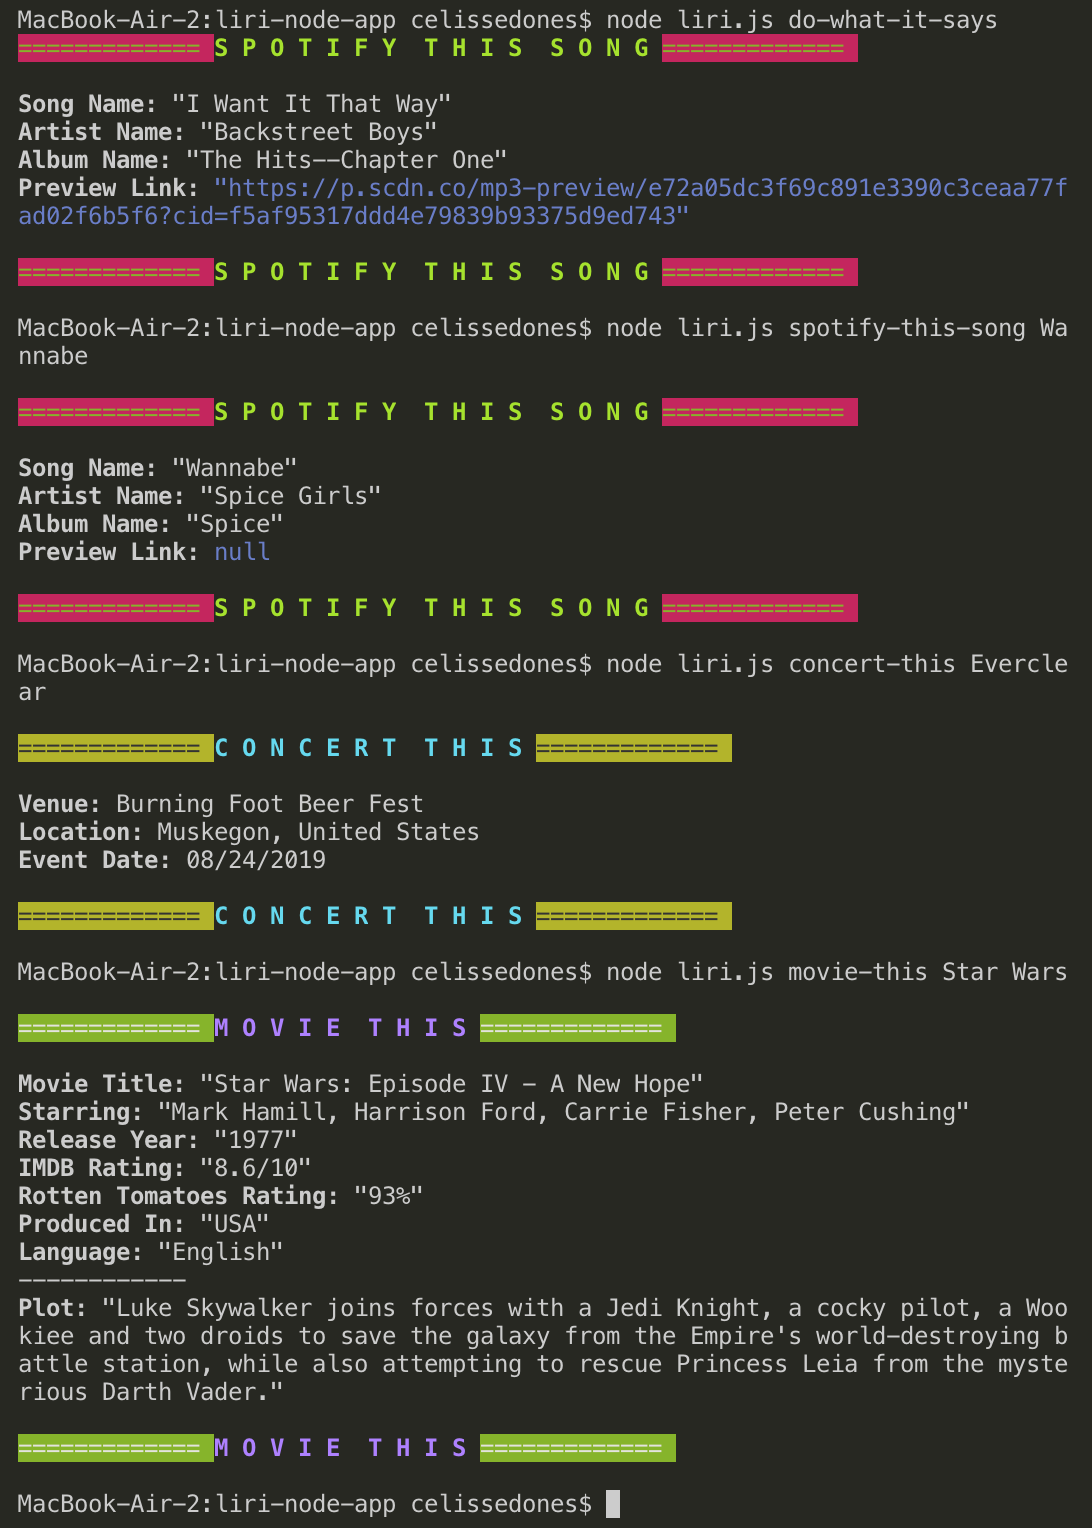 MacBook-Air-2:liri-node-app celissedones$ node liri.js do-what-it-says
============= S P O T I F Y  T H I S  S O N G =============
Song Name: "I Want It That Way"
Artist Name: "Backstreet Boys"
Album Name: "The Hits--Chapter One"
Preview Link: "https://p.scdn.co/mp3-preview/e72a05dc3f69c891e3390c3ceaa77f
ad02f6b5f6?cid=f5af95317ddd4e79839b93375d9ed743"
============= S P O T I F Y  T H I S  S O N G =============
MacBook-Air-2:liri-node-app celissedones$ node liri.js spotify-this-song Wa
nnabe
============= S P O T I F Y  T H I S  S O N G =============
Song Name: "Wannabe"
Artist Name: "Spice Girls"
Album Name: "Spice"
Preview Link: null
============= S P O T I F Y  T H I S  S O N G =============
MacBook-Air-2:liri-node-app celissedones$ node liri.js concert-this Evercle
ar
============= C O N C E R T  T H I S =============
Venue: Burning Foot Beer Fest
Location: Muskegon, United States
Event Date: 08/24/2019
============= C O N C E R T  T H I S =============
MacBook-Air-2:liri-node-app celissedones$ node liri.js movie-this Star Wars
============= M O V I E  T H I S =============
Movie Title: "Star Wars: Episode IV - A New Hope"
Starring: "Mark Hamill, Harrison Ford, Carrie Fisher, Peter Cushing"
Release Year: "1977"
IMDB Rating: "8.6/10"
Rotten Tomatoes Rating: "93%"
Produced In: "USA"
Language: "English"
------------
Plot: "Luke Skywalker joins forces with a Jedi Knight, a cocky pilot, a Woo
kiee and two droids to save the galaxy from the Empire's world-destroying b
attle station, while also attempting to rescue Princess Leia from the myste
rious Darth Vader."
============= M O V I E  T H I S =============
MacBook-Air-2:liri-node-app celissedones$